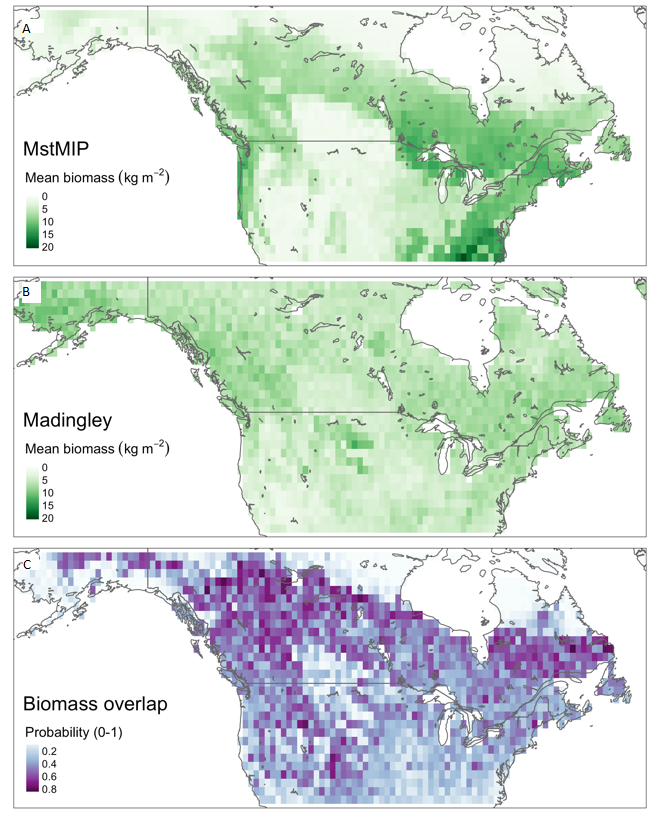 A
MstMIP
Mean biomass (kg m⁻²)
0
5
10
15
20
B
Madingley
Mean biomass (kg m⁻²)
0
5
10
15
20
C
Biomass overlap
Probability (0-1)
0.2
0.4
0.6
0.8